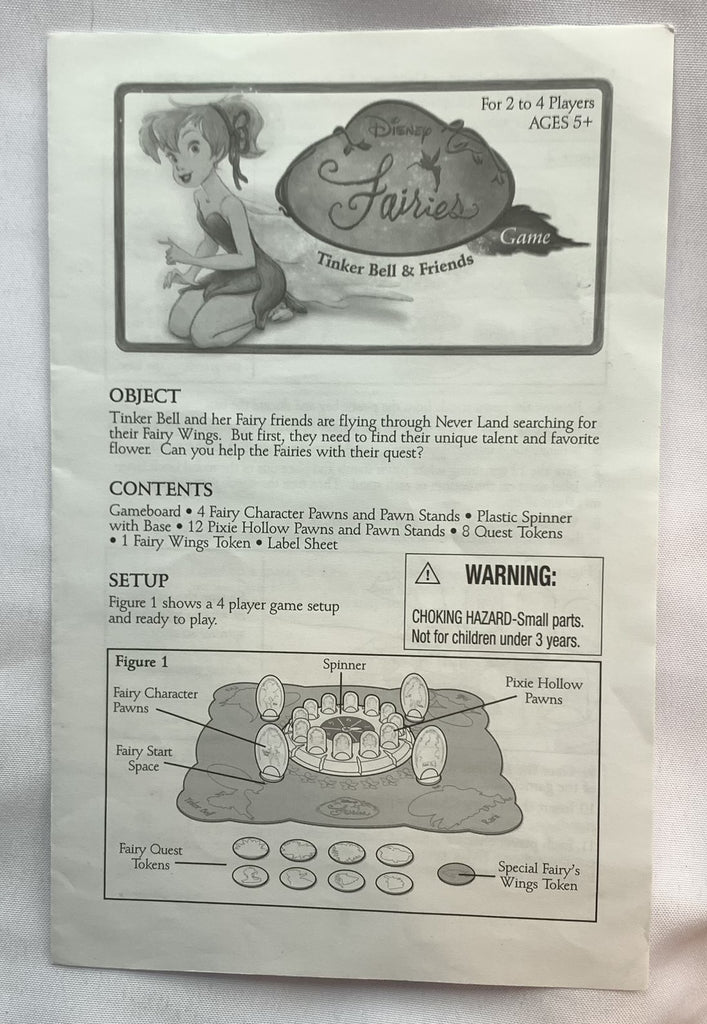 For 2 to 4 Players
AGES 5+
DISNEY
Fairies
Game
Tinker Bell & Friends
OBJECT
Tinker Bell and her Fairy friends are flying through Never Land searching for
their Fairy Wings. But first, they need to find their unique talent and favorite
flower. Can you help the Fairies with their quest?
CONTENTS
Gameboard • 4 Fairy Character Pawns and Pawn Stands • Plastic Spinner
with Base • 12 Pixie Hollow Pawns and Pawn Stands • 8 Quest Tokens
• 1 Fairy Wings Token • Label Sheet
SETUP
Figure 1 shows a 4 player game setup
and ready to play.
WARNING:
CHOKING HAZARD-Small parts.
Not for children under 3 years.
Figure 1
Spinner
Fairy Character
Pawns
Pixie Hollow
Pawns
Fairy Start
Space
Tinker Bell
Fairies
Rani
Fairy Quest
Tokens
Special Fairy's
Wings Token